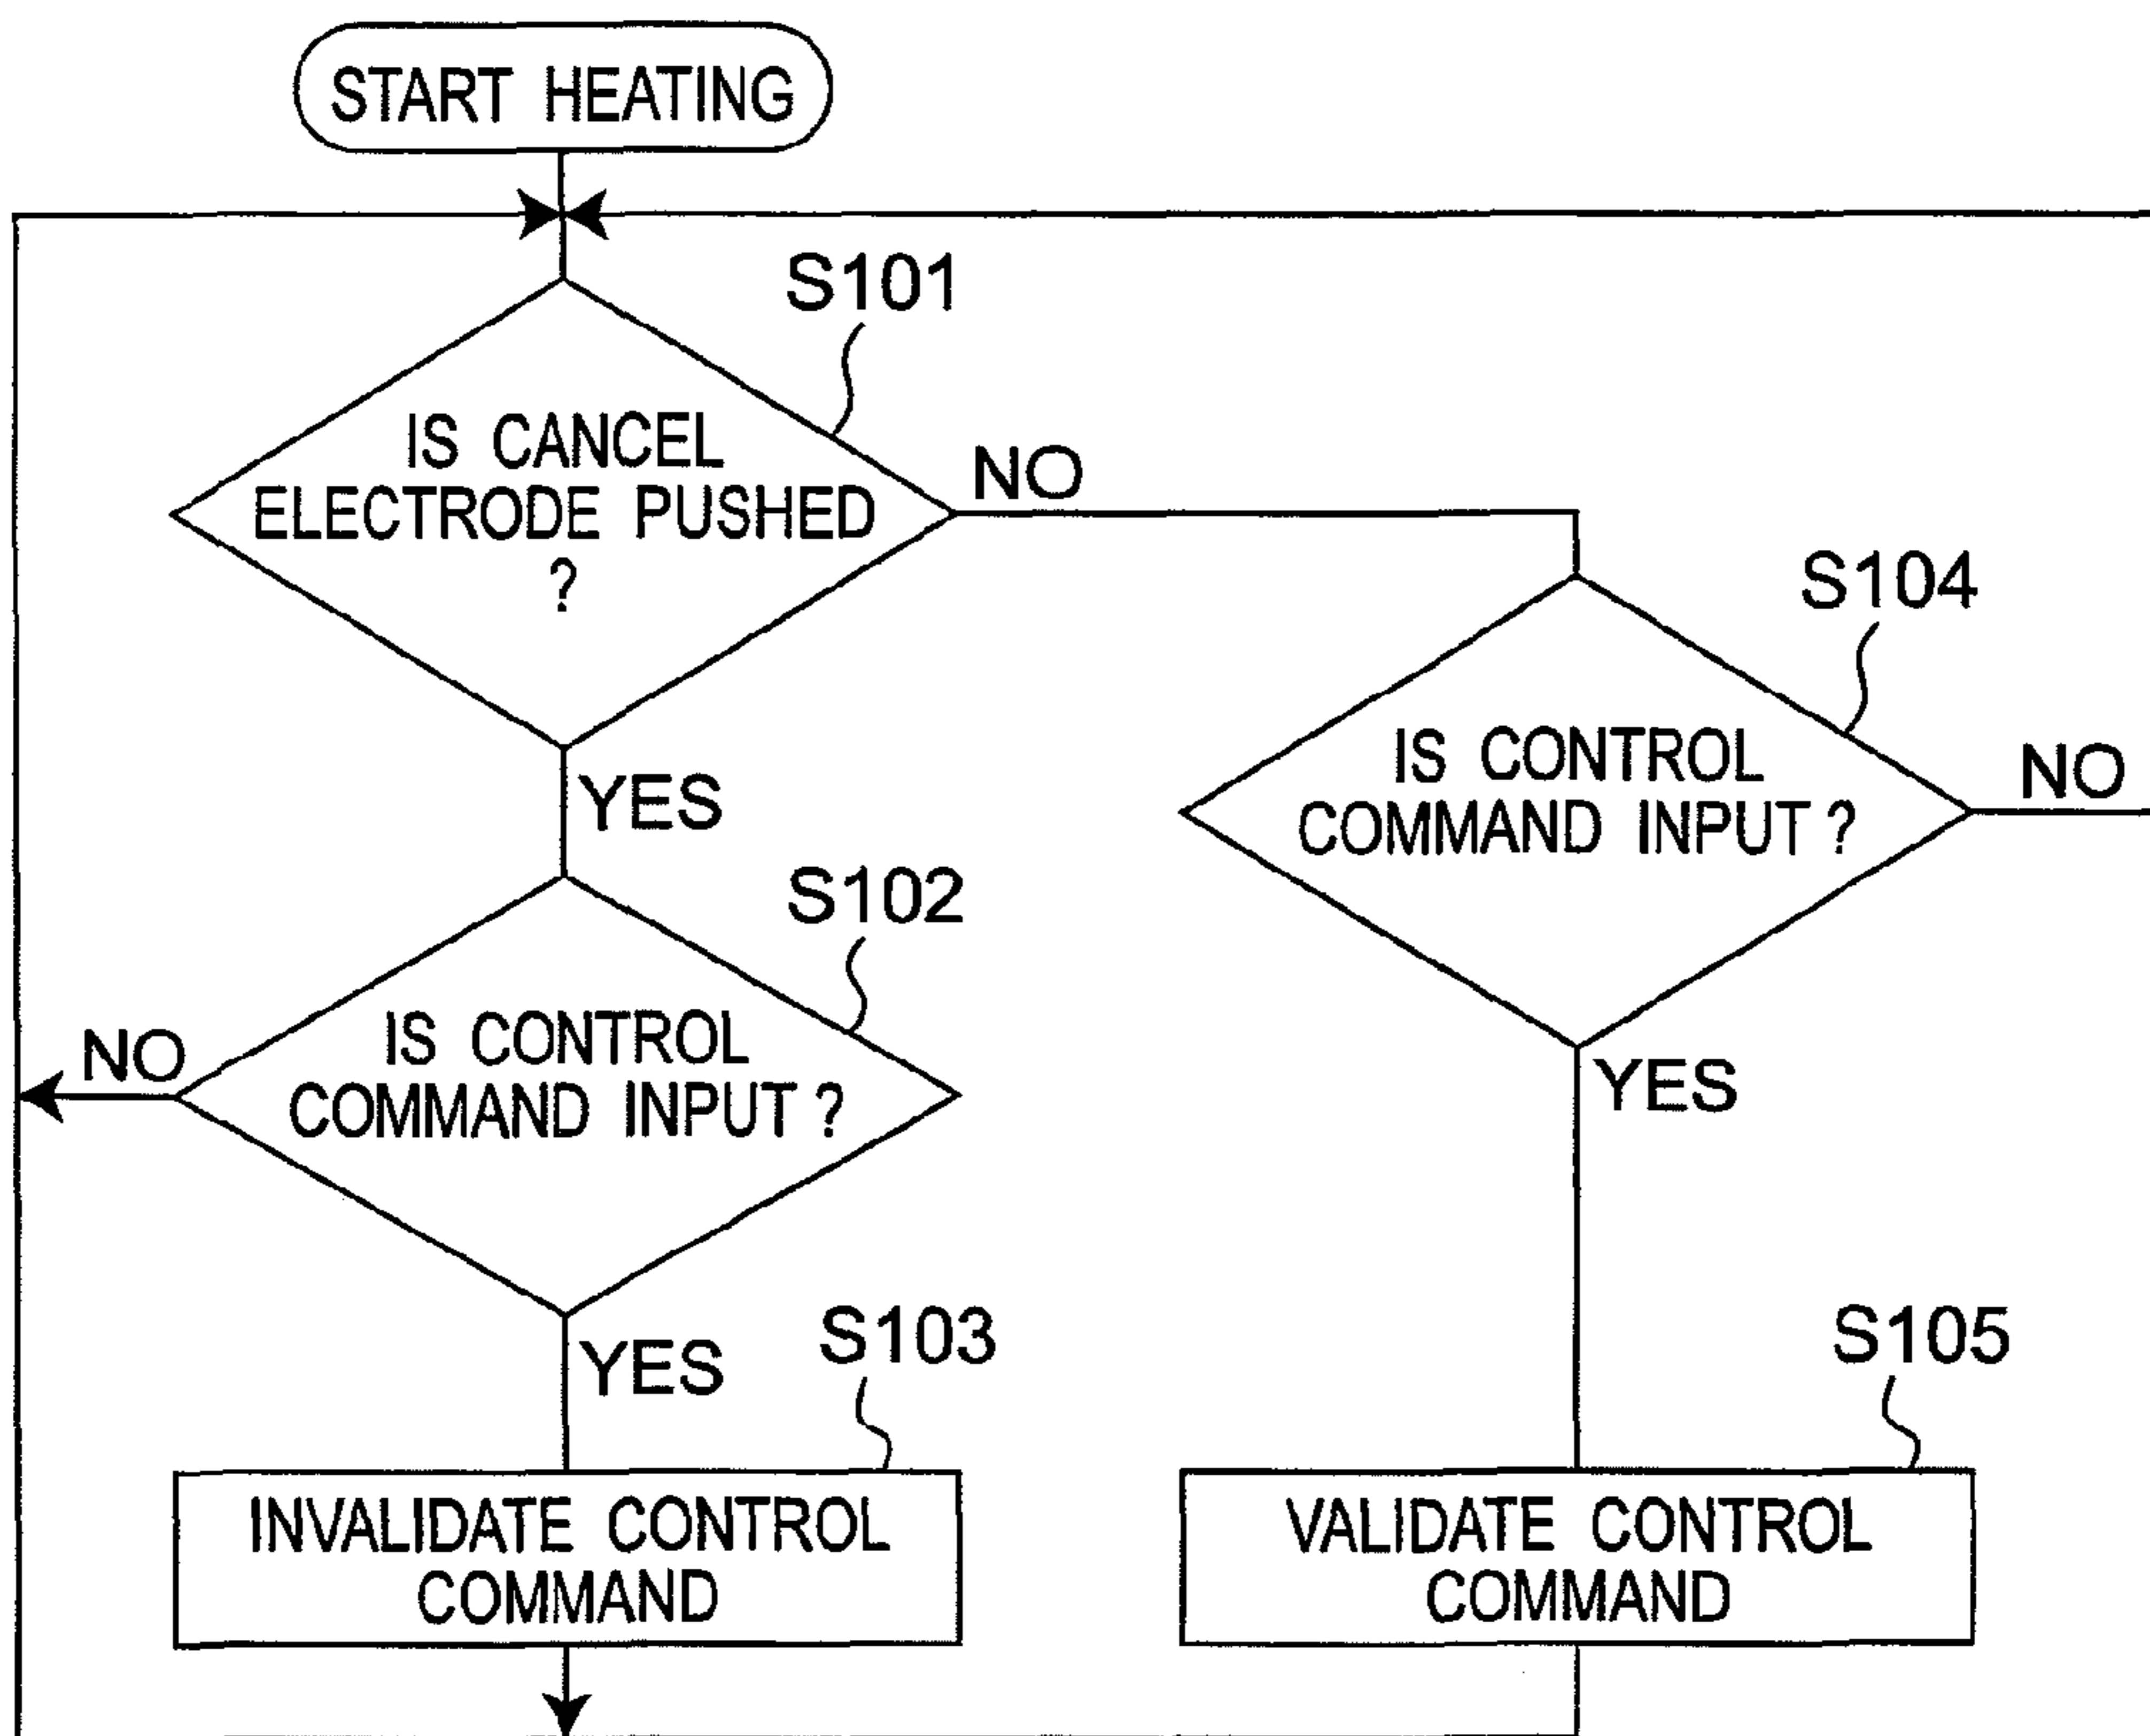 START HEATING
S101
IS CANCEL
ELECTRODE PUSHED
?
NO
YES
S102
IS CONTROL
COMMAND INPUT ?
NO
YES
S103
INVALIDATE CONTROL
COMMAND
S104
IS CONTROL
COMMAND INPUT ?
NO
YES
S105
VALIDATE CONTROL
COMMAND